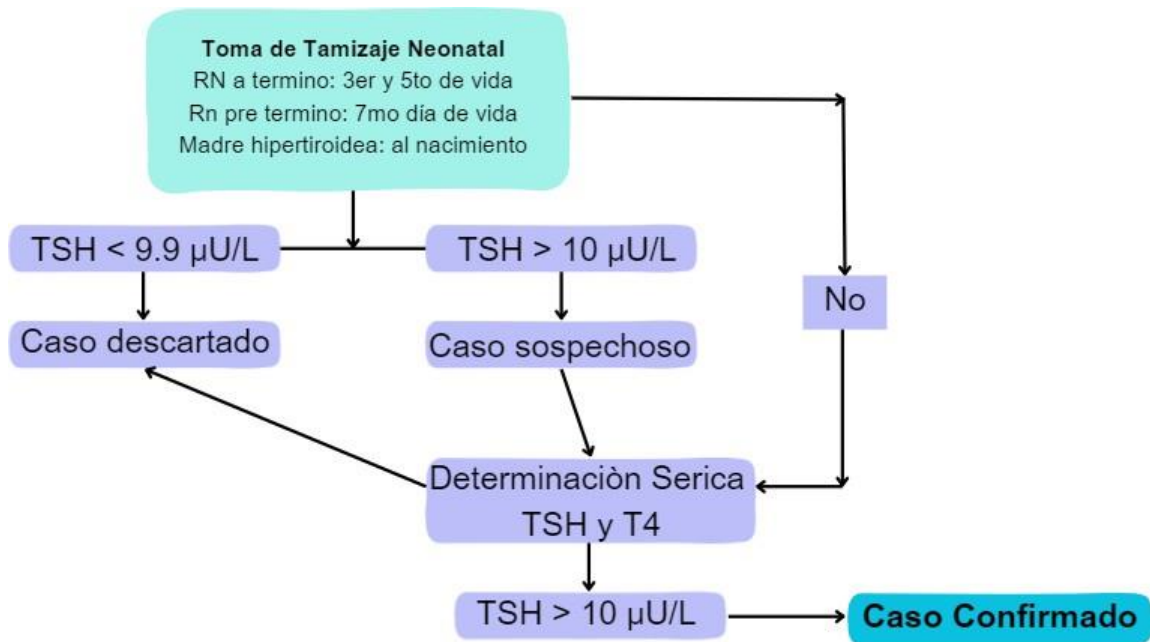 Toma de Tamizaje Neonatal
RN a termino: 3er y 5to de vida
Rn pre termino: 7mo día de vida
Madre hipertiroidea: al nacimiento
TSH < 9.9 µU/L
TSH > 10 µU/L
No
Caso descartado
Caso sospechoso
Determinaciòn Serica
TSH y T4
TSH > 10 µU/L
Caso Confirmado